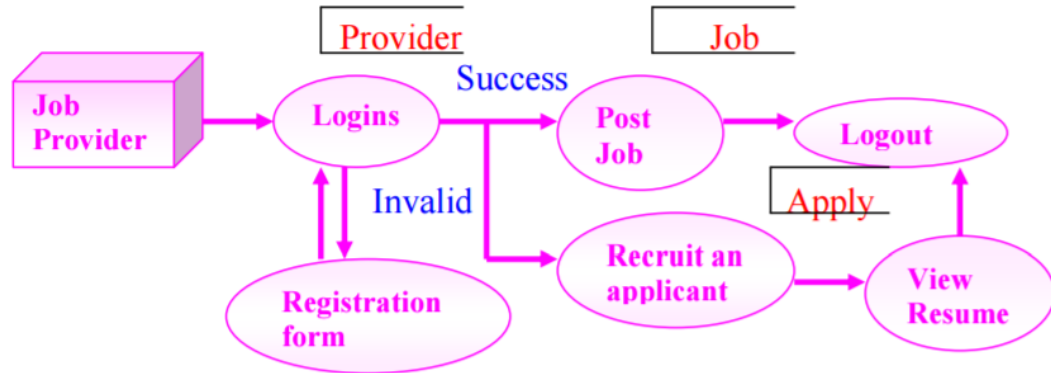 Provider
Job
Success
Job
Provider
Logins
Post
Job
Logout
Invalid
Apply
Recruit an
applicant
Registration
form
View
Resume